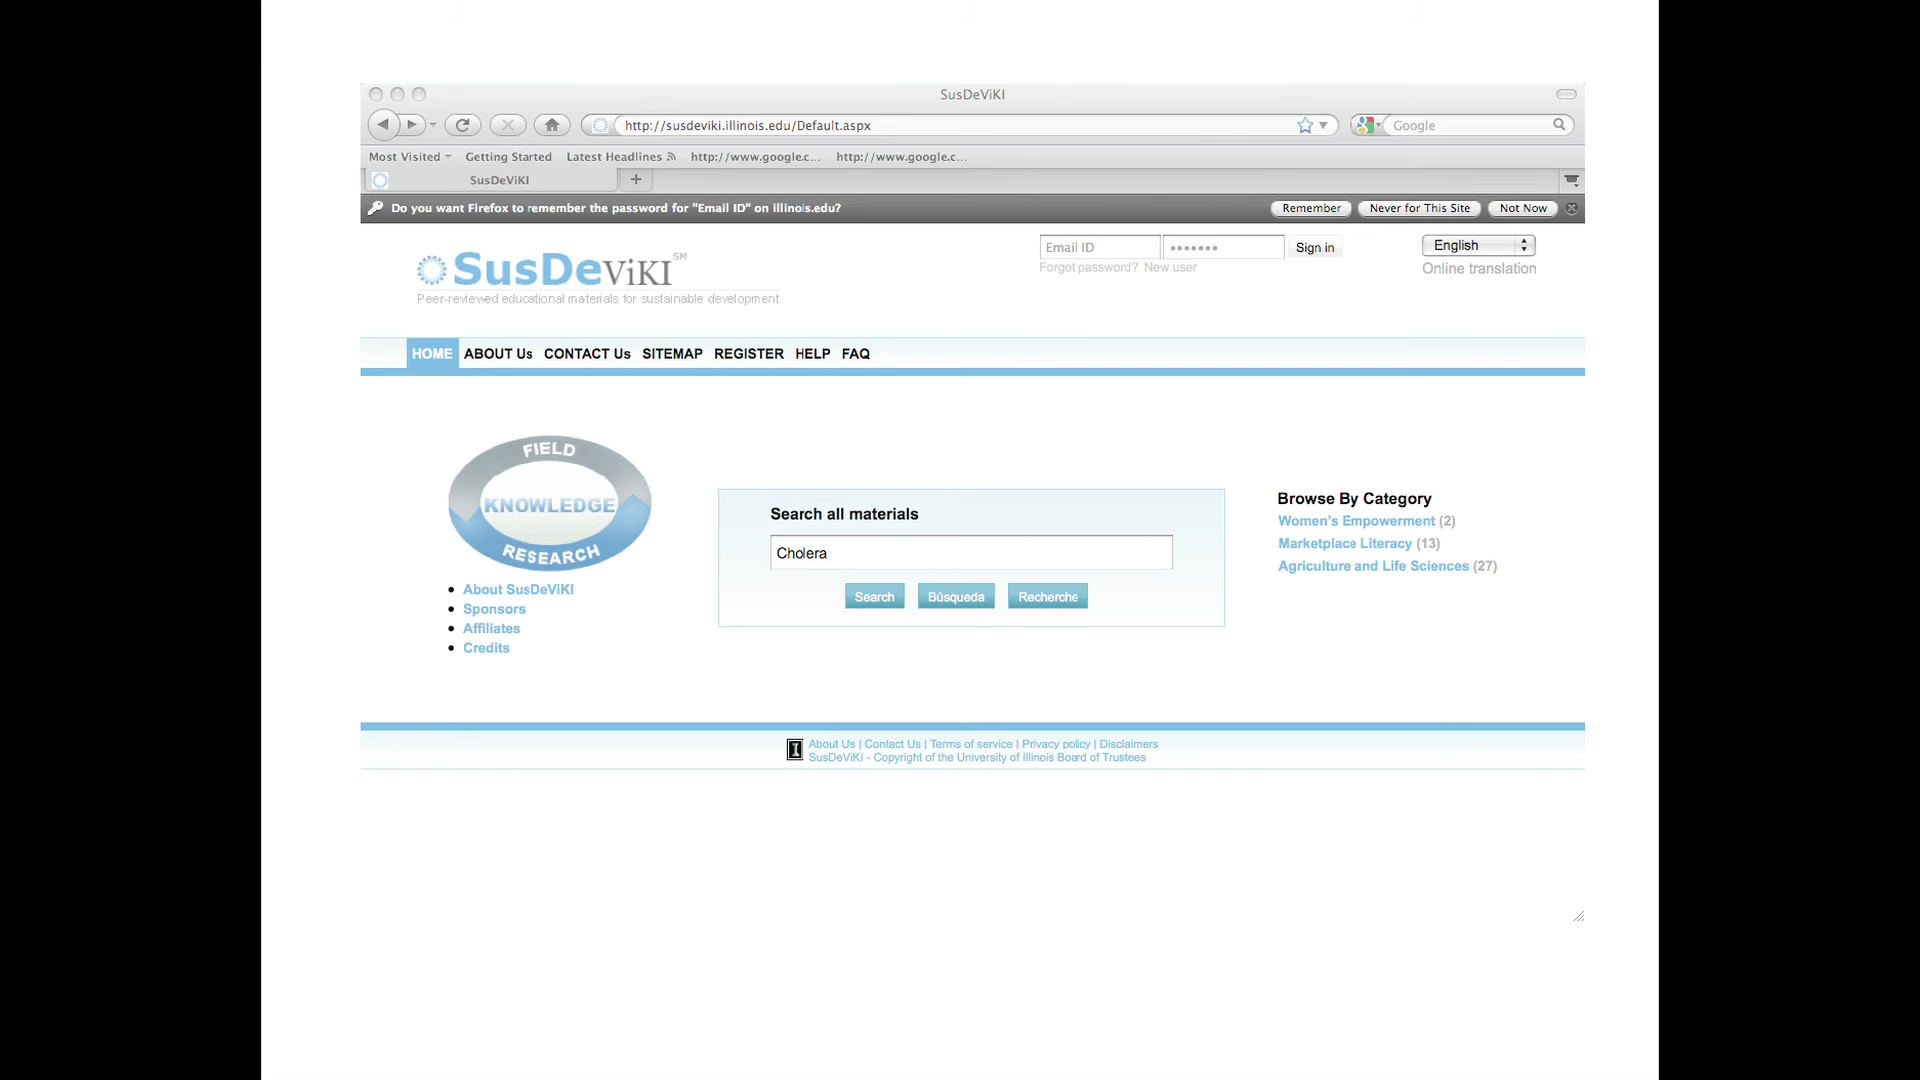 SusDeViKI
http://susdeviki.illinois.edu/Default.aspx
Google
Most Visited Getting Started Latest Headlines http://www.google.c... http://www.google.c...
SusDeViKI +
Do you want Firefox to remember the password for "Email ID" on illinois.edu? Remember Never for This Site Not Now
Email ID ••••••• Sign in English
Forgot password? New user Online translation
SusDeViKI SM
Peer-reviewed educational materials for sustainable development
HOME ABOUT Us CONTACT Us SITEMAP REGISTER HELP FAQ
FIELD
KNOWLEDGE
RESEARCH
About SusDeViKI
Sponsors
Affiliates
Credits
Search all materials
Cholera
Search Búsqueda Recherche
Browse By Category
Women's Empowerment (2)
Marketplace Literacy (13)
Agriculture and Life Sciences (27)
I
About Us | Contact Us | Terms of service | Privacy policy | Disclaimers
SusDeViKI - Copyright of the University of Illinois Board of Trustees